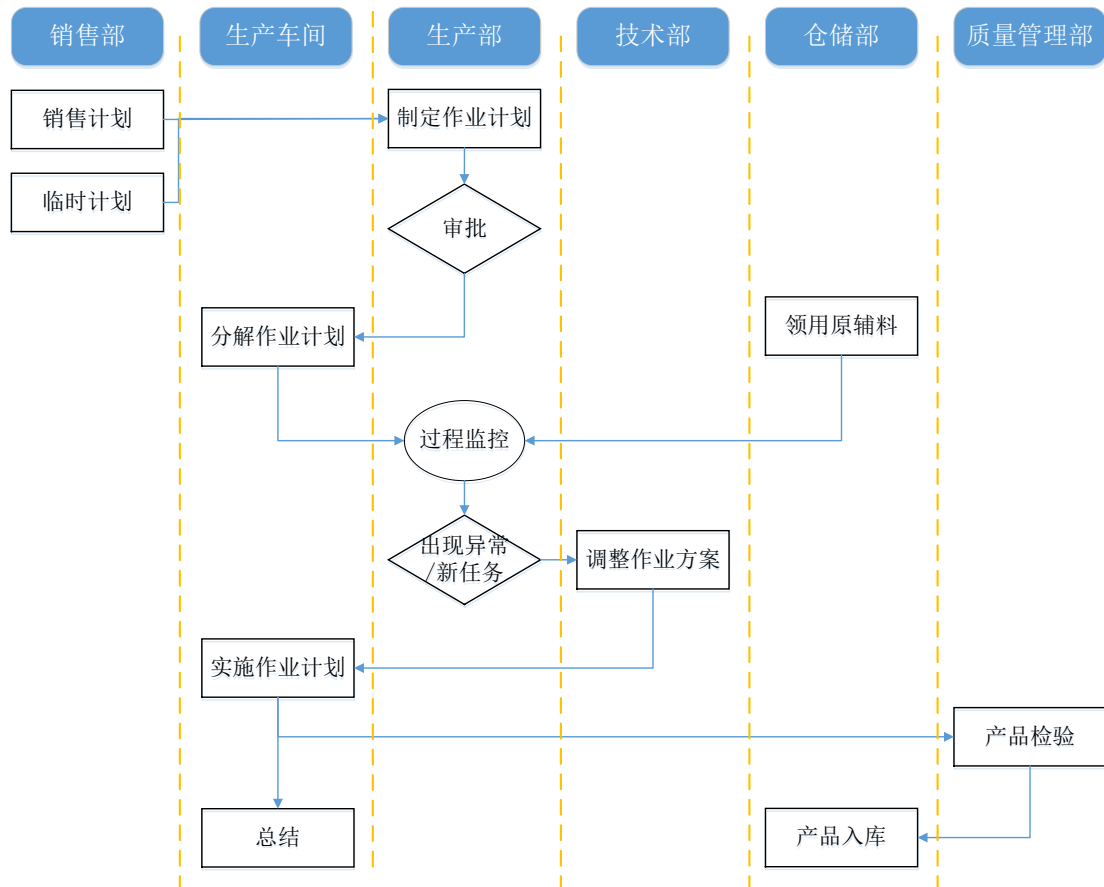 销售部
生产车间
生产部
技术部
仓储部
质量管理部
销售计划
制定作业计划
临时计划
审批
分解作业计划
领用原辅料
过程监控
出现异常
/新任务
调整作业方案
实施作业计划
产品检验
总结
产品入库